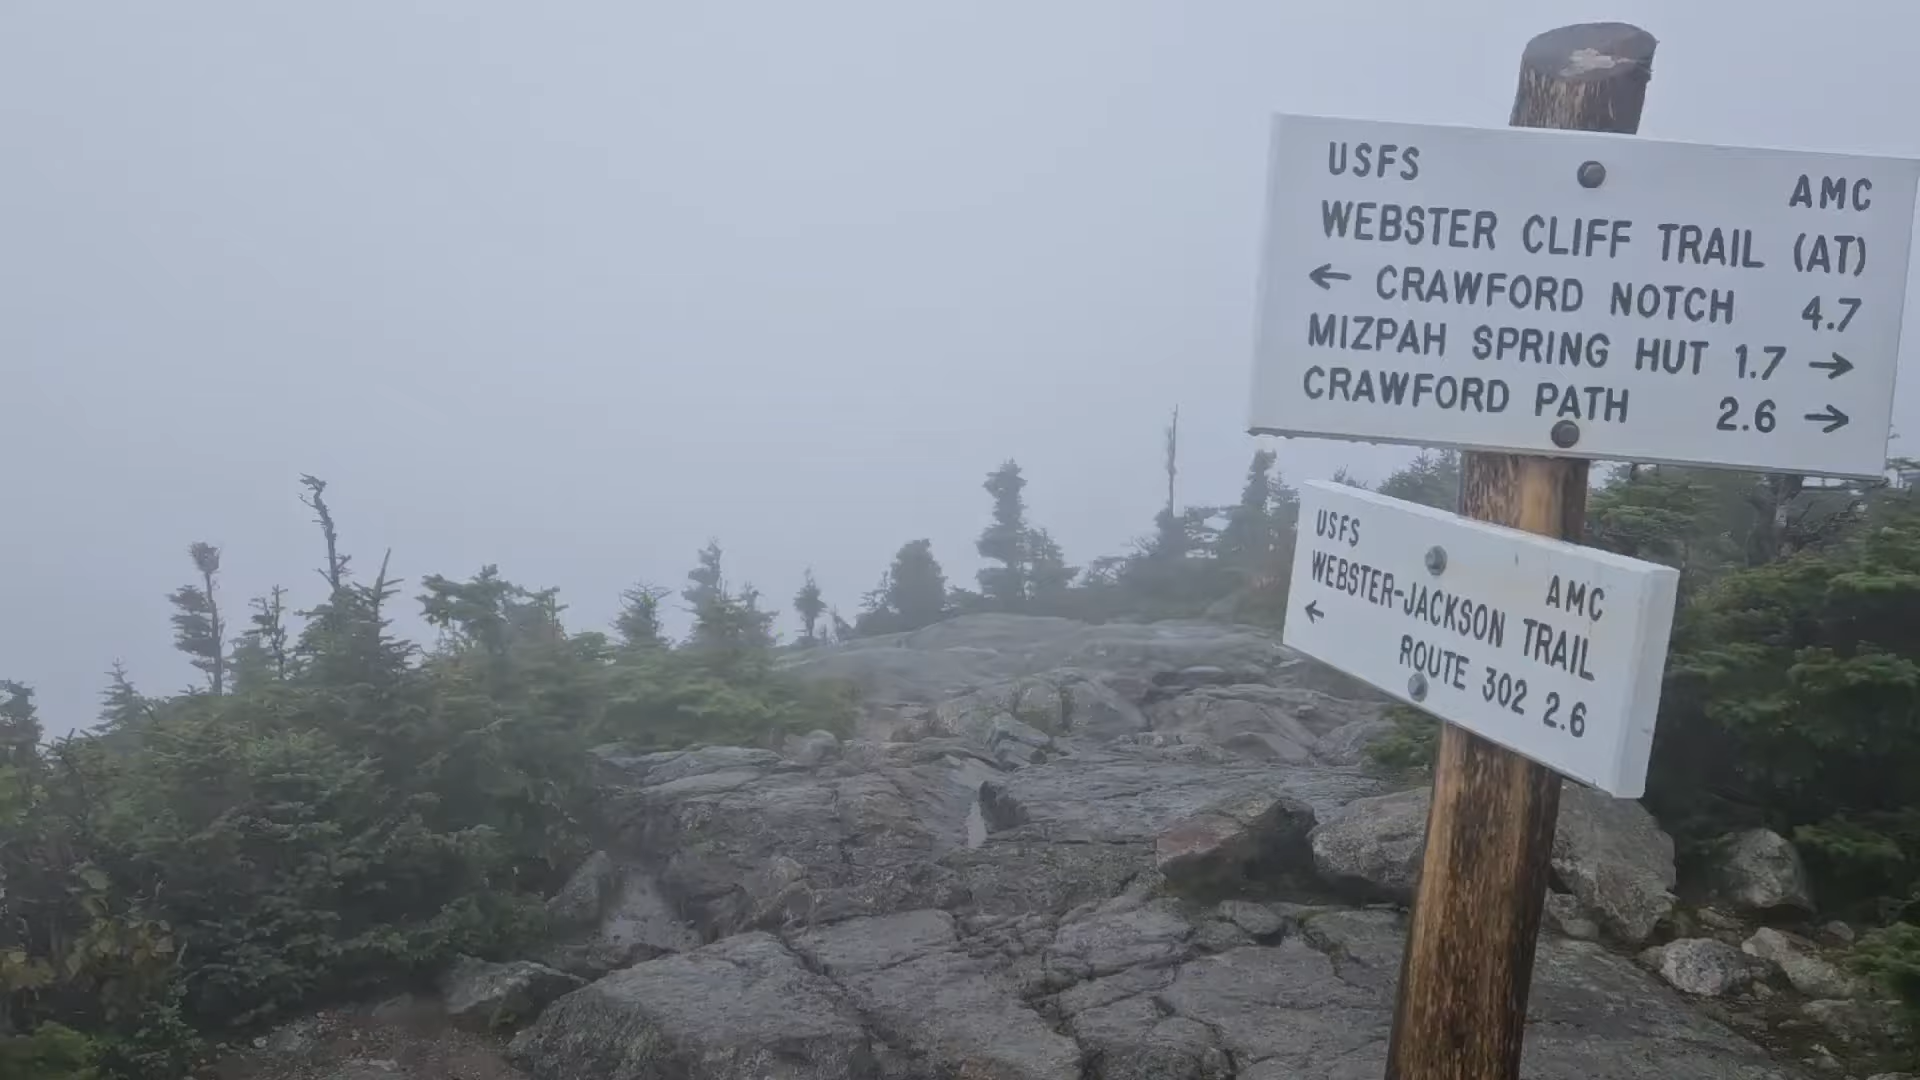 USFS AMC
WEBSTER CLIFF TRAIL (AT)
← CRAWFORD NOTCH 4.7
MIZPAH SPRING HUT 1.7 →
CRAWFORD PATH 2.6 →
USFS AMC
WEBSTER-JACKSON TRAIL
← ROUTE 302 2.6